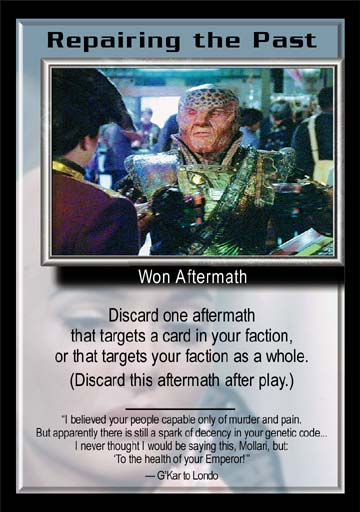 Repairing the Past
Won Aftermath
Discard one aftermath
that targets a card in your faction,
or that targets your faction as a whole.
(Discard this aftermath after play.)
“I believed your people capable only of murder and pain.
But apparently there is still a spark of decency in your genetic code...
I never thought I would be saying this, Mollari, but:
‘To the health of your Emperor!’”
— G’Kar to Londo